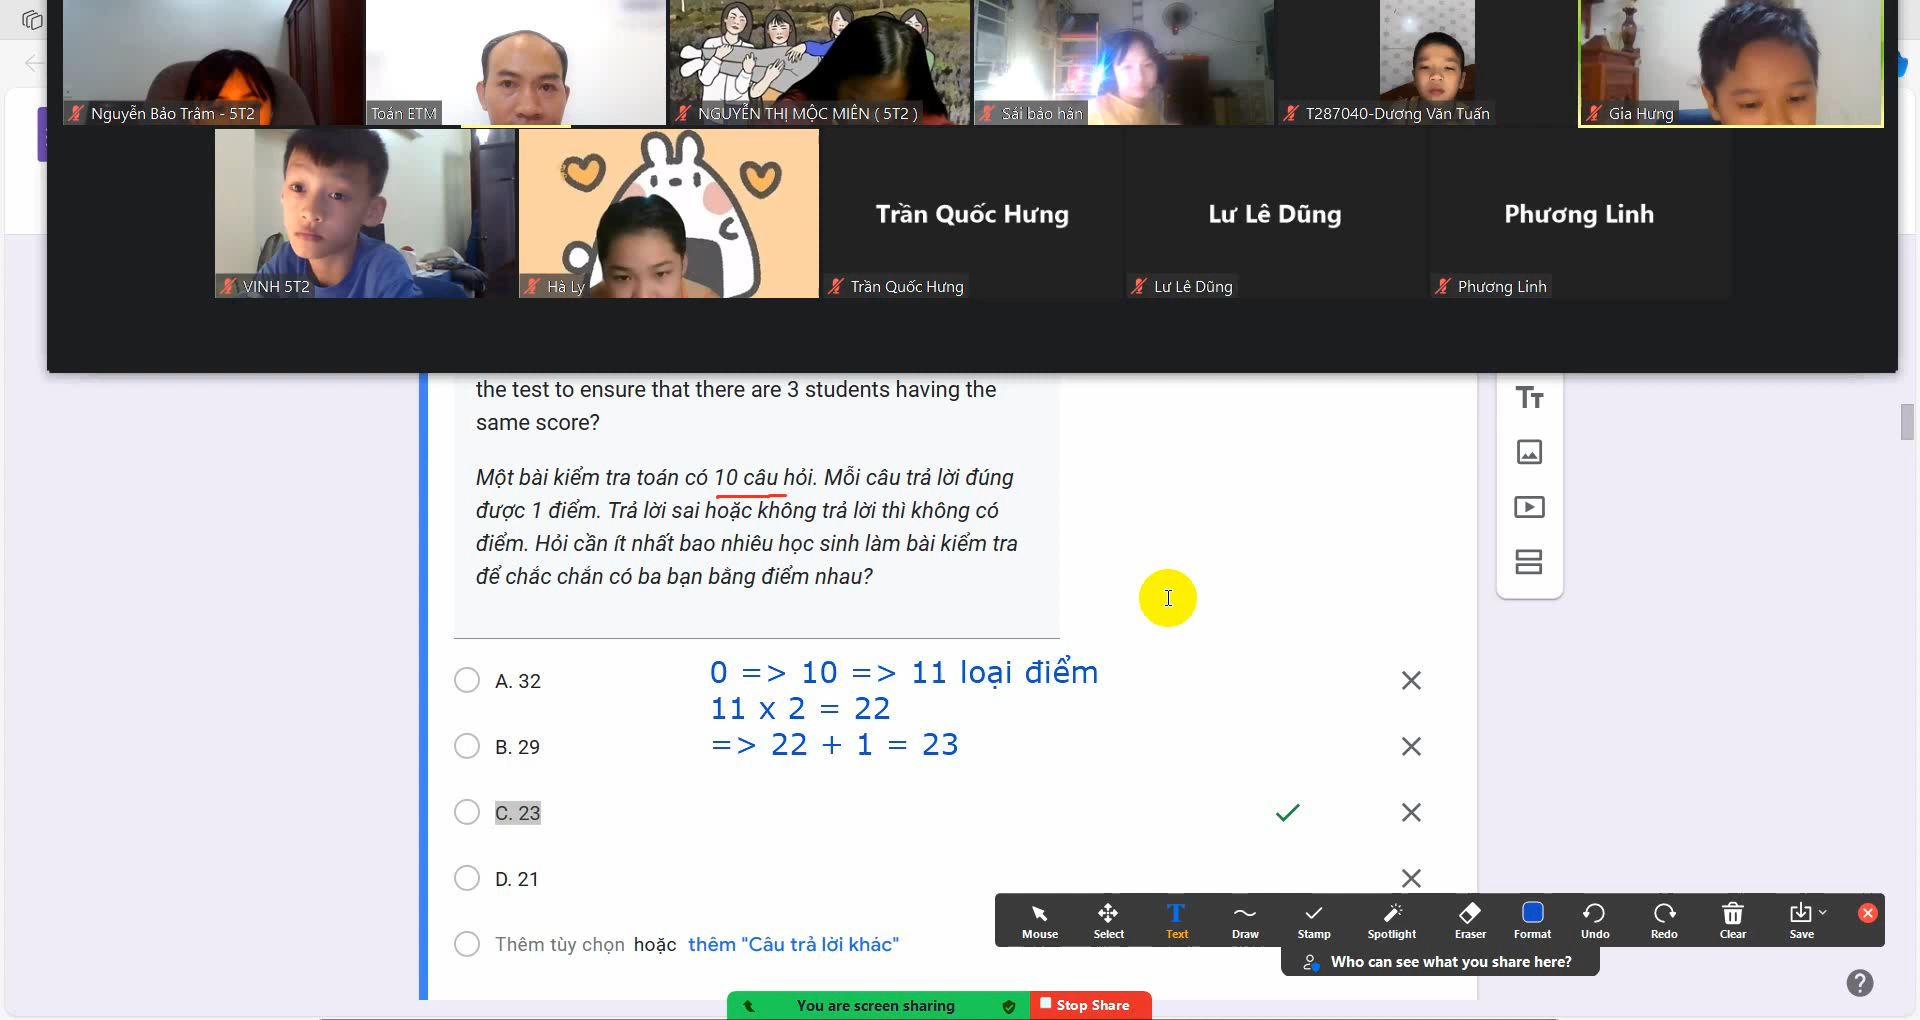 Nguyễn Bảo Trâm - 5T2
Toán ETM
NGUYỄN THỊ MỘC MIÊN ( 5T2 )
Sái bảo hân
T287040-Dương Văn Tuấn
Gia Hưng
VINH 5T2
Hà Ly
Trần Quốc Hưng
Trần Quốc Hưng
Lư Lê Dũng
Lư Lê Dũng
Phương Linh
Phương Linh
the test to ensure that there are 3 students having the
same score?
Một bài kiểm tra toán có 10 câu hỏi. Mỗi câu trả lời đúng
được 1 điểm. Trả lời sai hoặc không trả lời thì không có
điểm. Hỏi cần ít nhất bao nhiêu học sinh làm bài kiểm tra
để chắc chắn có ba bạn bằng điểm nhau?
0 => 10 => 11 loại điểm
11 x 2 = 22
=> 22 + 1 = 23
A. 32
B. 29
C. 23
D. 21
Thêm tùy chọn hoặc thêm "Câu trả lời khác"
Mouse Select Text Draw Stamp Spotlight Eraser Format Undo Redo Clear Save
Who can see what you share here?
You are screen sharing
Stop Share